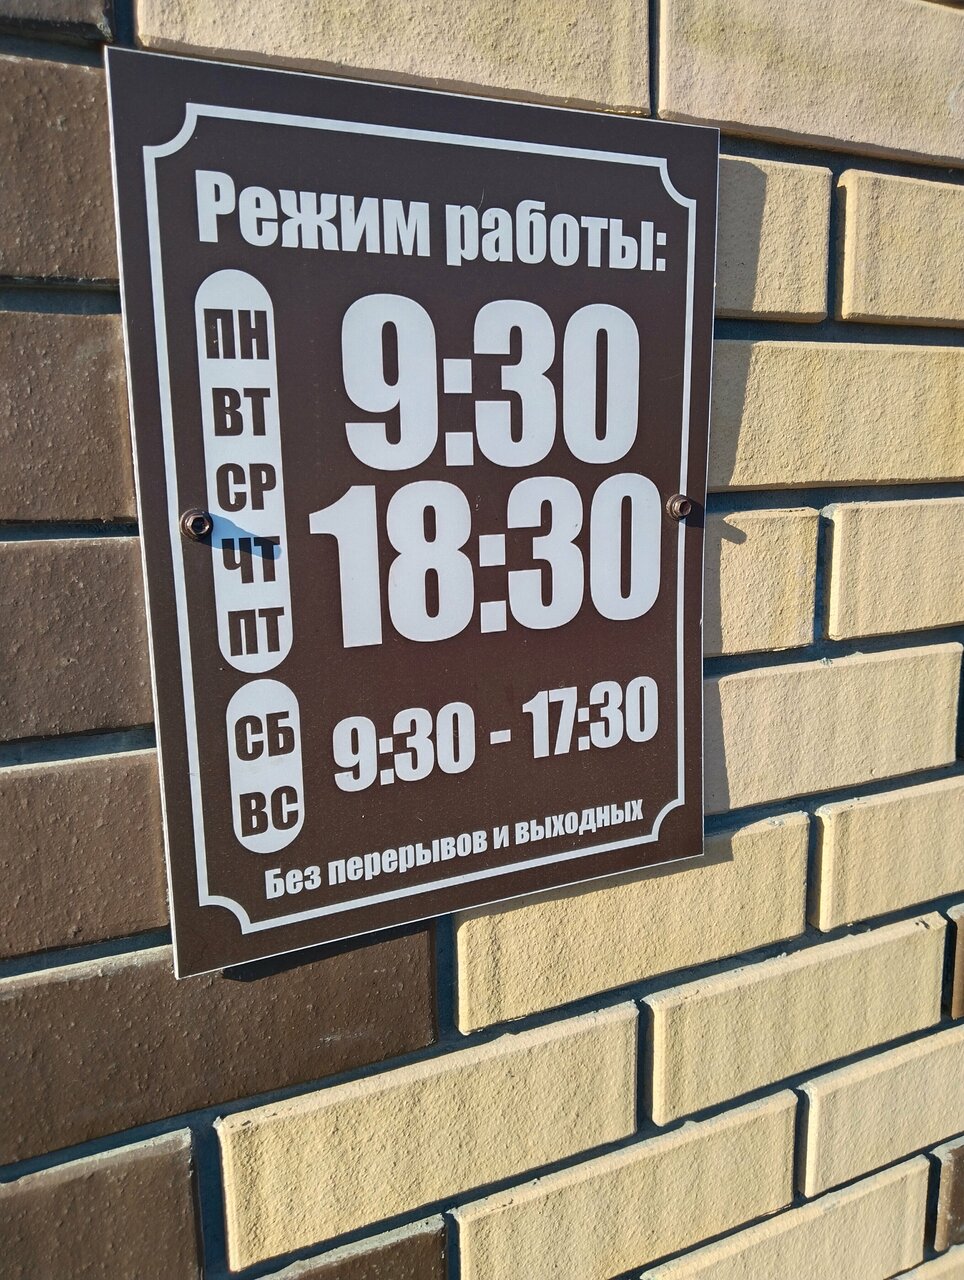 Режим работы:
ПН
ВТ
СР
ЧТ
ПТ
9:30
18:30
СБ
ВС
9:30 - 17:30
Без перерывов и выходных